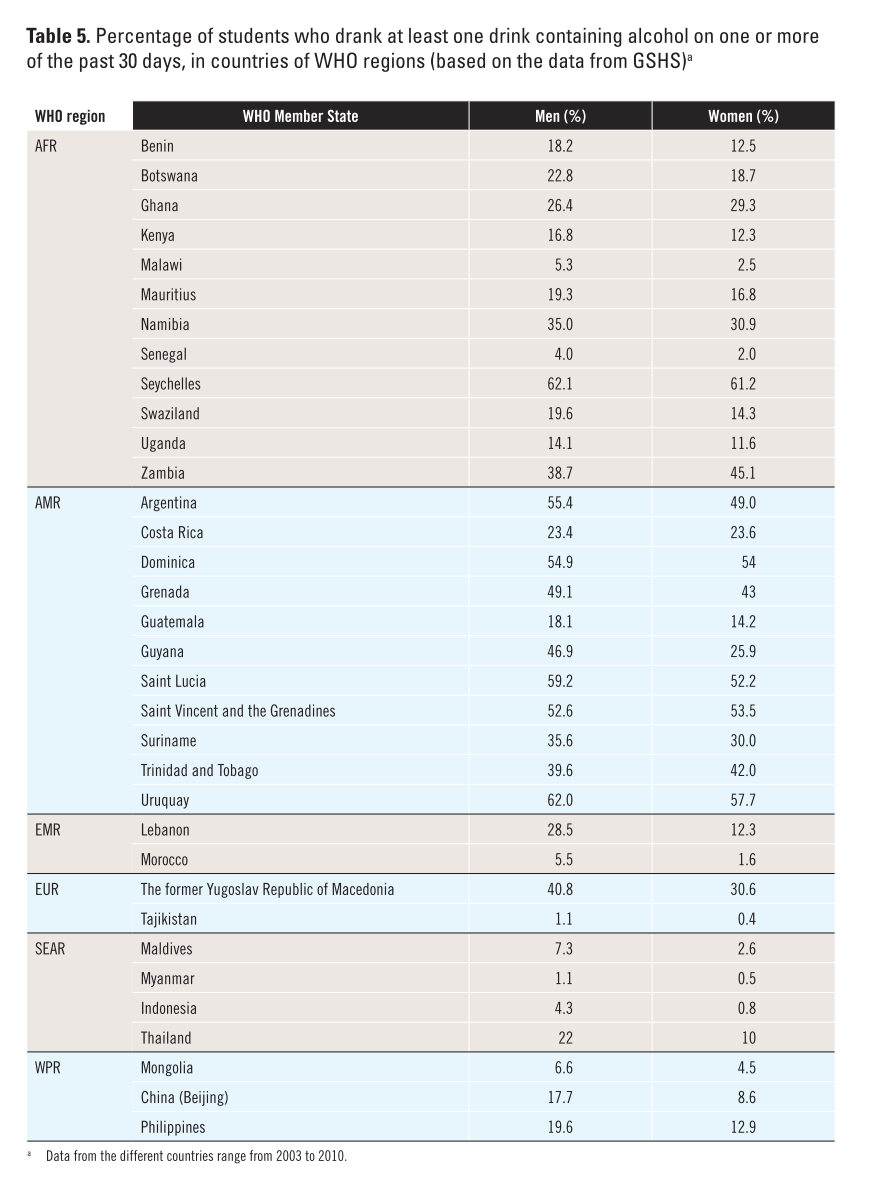 Table 5. Percentage of students who drank at least one drink containing alcohol on one or more
of the past 30 days, in countries of WHO regions (based on the data from GSHS)a
WHO region WHO Member State Men (%) Women (%)
AFR Benin 18.2 12.5
Botswana 22.8 18.7
Ghana 26.4 29.3
Kenya 16.8 12.3
Malawi 5.3 2.5
Mauritius 19.3 16.8
Namibia 35.0 30.9
Senegal 4.0 2.0
Seychelles 62.1 61.2
Swaziland 19.6 14.3
Uganda 14.1 11.6
Zambia 38.7 45.1
AMR Argentina 55.4 49.0
Costa Rica 23.4 23.6
Dominica 54.9 54
Grenada 49.1 43
Guatemala 18.1 14.2
Guyana 46.9 25.9
Saint Lucia 59.2 52.2
Saint Vincent and the Grenadines 52.6 53.5
Suriname 35.6 30.0
Trinidad and Tobago 39.6 42.0
Uruguay 62.0 57.7
EMR Lebanon 28.5 12.3
Morocco 5.5 1.6
EUR The former Yugoslav Republic of Macedonia 40.8 30.6
Tajikistan 1.1 0.4
SEAR Maldives 7.3 2.6
Myanmar 1.1 0.5
Indonesia 4.3 0.8
Thailand 22 10
WPR Mongolia 6.6 4.5
China (Beijing) 17.7 8.6
Philippines 19.6 12.9
a Data from the different countries range from 2003 to 2010.